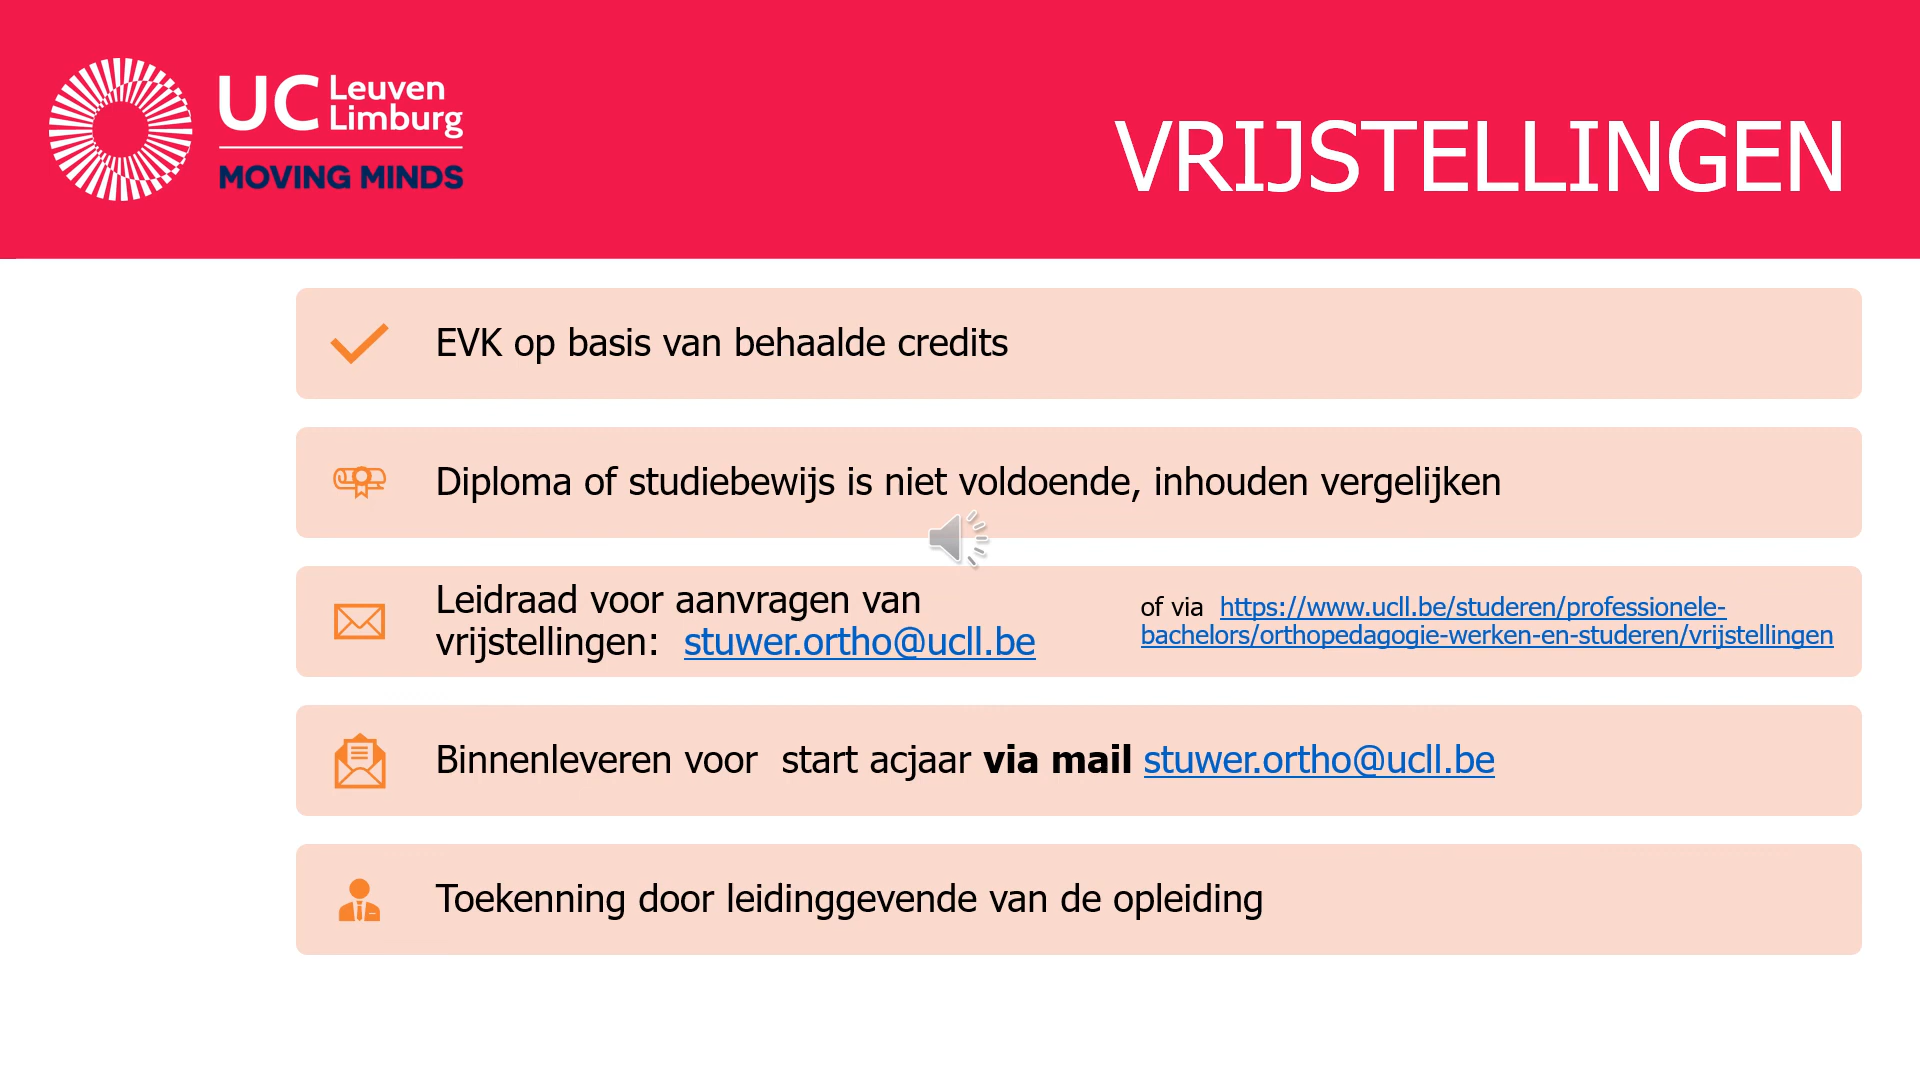 UC Leuven
Limburg
MOVING MINDS
VRIJSTELLINGEN
EVK op basis van behaalde credits
Diploma of studiebewijs is niet voldoende, inhouden vergelijken
Leidraad voor aanvragen van
vrijstellingen: stuwer.ortho@ucll.be
of via https://www.ucll.be/studeren/professionele-
bachelors/orthopedagogie-werken-en-studeren/vrijstellingen
Binnenleveren voor start acjaar via mail stuwer.ortho@ucll.be
Toekenning door leidinggevende van de opleiding